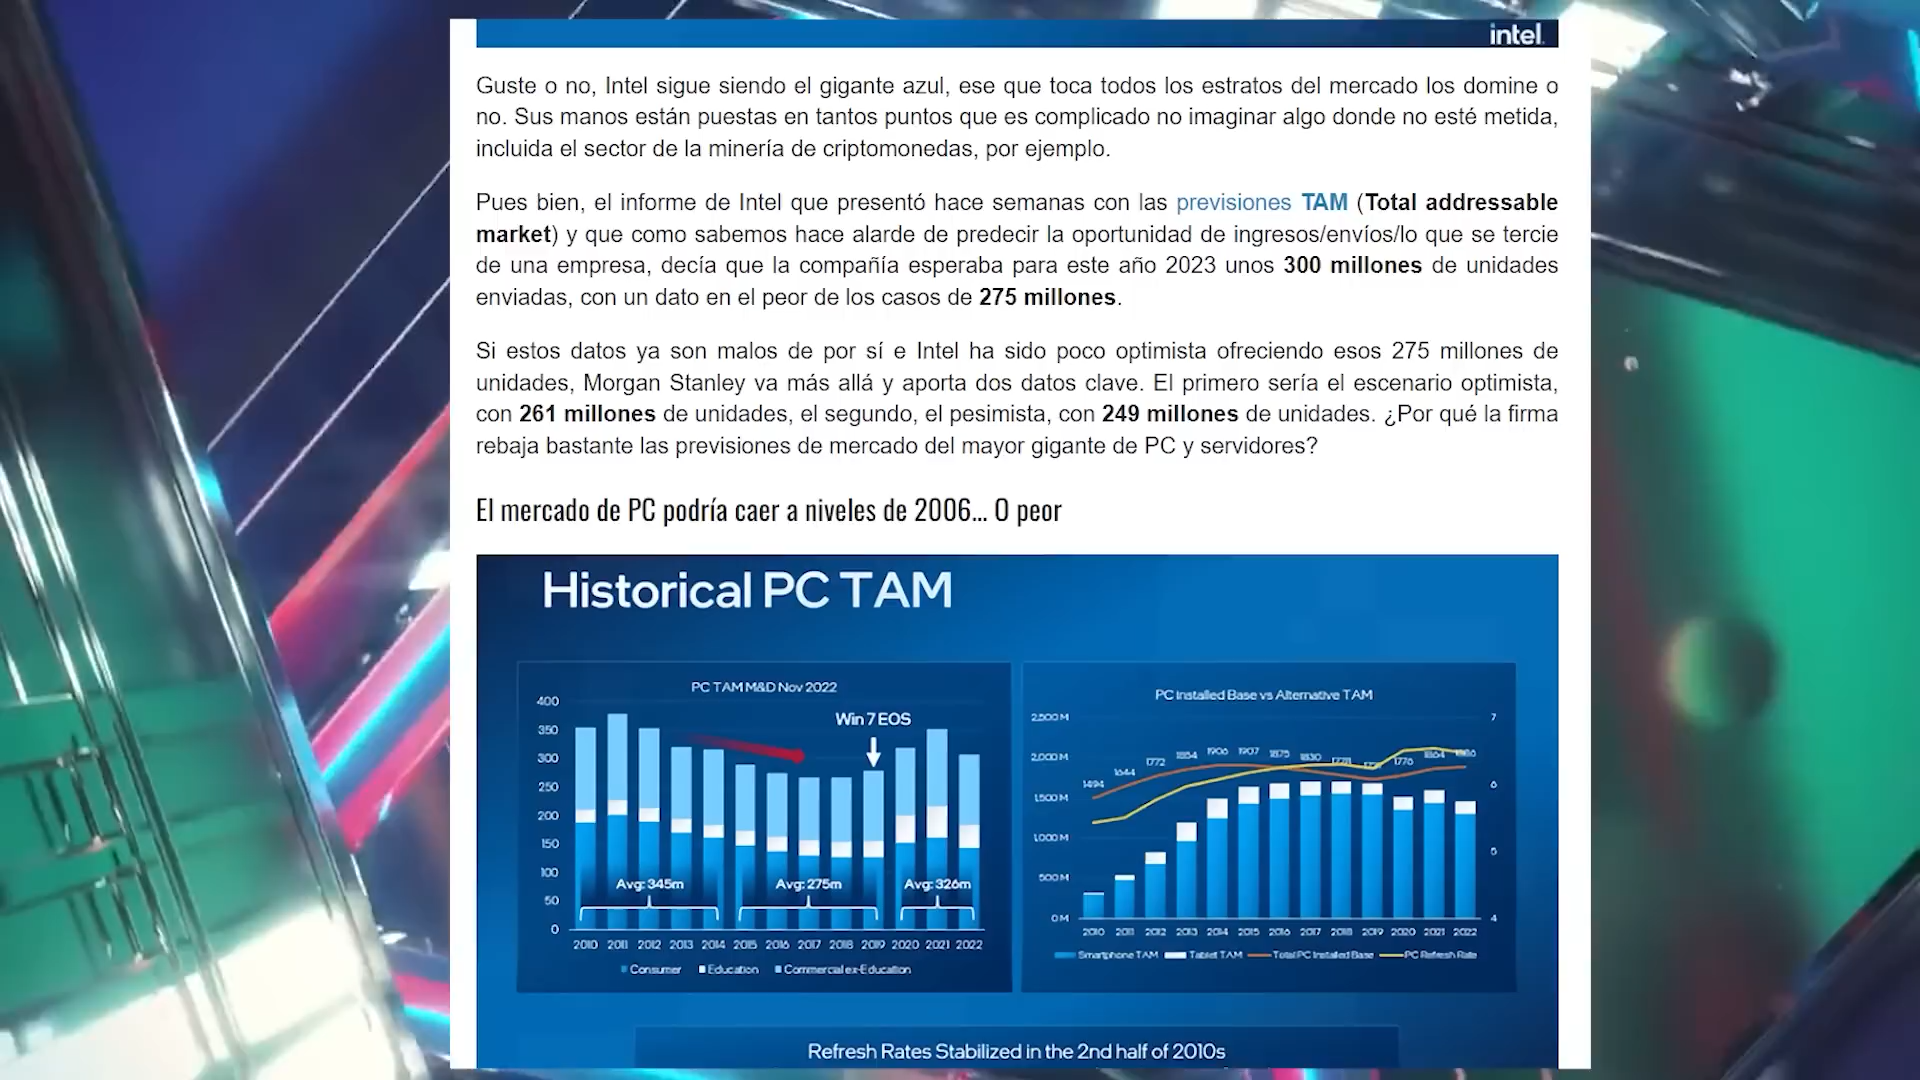 intel
Guste o no, Intel sigue siendo el gigante azul, ese que toca todos los estratos del mercado los domine o
no. Sus manos están puestas en tantos puntos que es complicado no imaginar algo donde no esté metida,
incluida el sector de la minería de criptomonedas, por ejemplo.
Pues bien, el informe de Intel que presentó hace semanas con las previsiones TAM (Total addressable
market) y que como sabemos hace alarde de predecir la oportunidad de ingresos/envíos/lo que se tercie
de una empresa, decía que la compañía esperaba para este año 2023 unos 300 millones de unidades
enviadas, con un dato en el peor de los casos de 275 millones.
Si estos datos ya son malos de por sí e Intel ha sido poco optimista ofreciendo esos 275 millones de
unidades, Morgan Stanley va más allá y aporta dos datos clave. El primero sería el escenario optimista,
con 261 millones de unidades, el segundo, el pesimista, con 249 millones de unidades. ¿Por qué la firma
rebaja bastante las previsiones de mercado del mayor gigante de PC y servidores?
El mercado de PC podría caer a niveles de 2006... O peor
Historical PC TAM
PC TAM M&D Nov 2022
Win 7 EOS
400
350
300
250
200
150
100
50
0
Avg: 345m Avg: 275m Avg: 326m
2010 2011 2012 2013 2014 2015 2016 2017 2018 2019 2020 2021 2022
Consumer Education Commercial ex-Education
PC Installed Base vs Alternative TAM
2,500 M
2,000 M
1,500 M
1,000 M
500 M
0 M
7
6
5
4
1494 1644 1772 1854 1906 1907 1875 1830 1776 1864
2010 2011 2012 2013 2014 2015 2016 2017 2018 2019 2020 2021 2022
Smartphone TAM Tablet TAM Total PC Installed Base PC Refresh Rate
Refresh Rates Stabilized in the 2nd half of 2010s